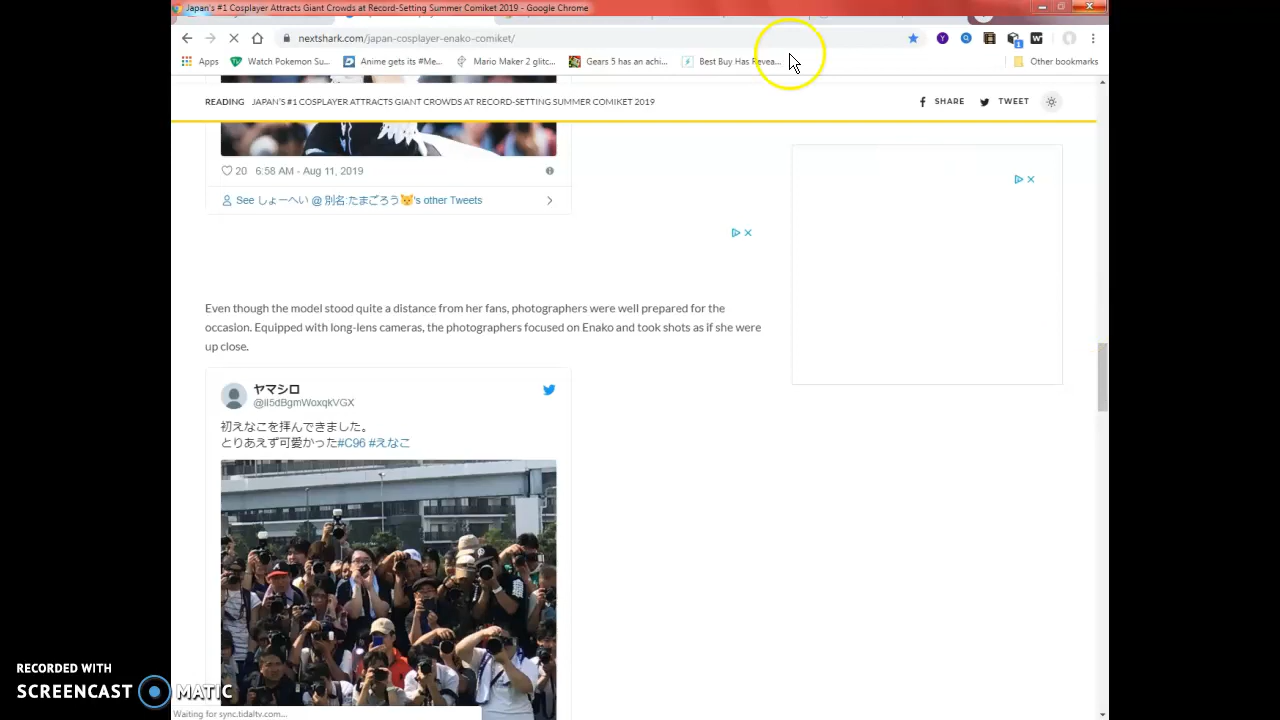 Japan's #1 Cosplayer Attracts Giant Crowds at Record-Setting Summer Comiket 2019 - Google Chrome
nextshark.com/japan-cosplayer-enako-comiket/
Apps Watch Pokemon Su... Anime gets its #Me... Mario Maker 2 glitc... Gears 5 has an achi... Best Buy Has Revea... Other bookmarks
READING JAPAN'S #1 COSPLAYER ATTRACTS GIANT CROWDS AT RECORD-SETTING SUMMER COMIKET 2019 SHARE TWEET
20 6:58 AM - Aug 11, 2019
See しょーへい @ 別名:たまごろう🐱's other Tweets
Even though the model stood quite a distance from her fans, photographers were well prepared for the
occasion. Equipped with long-lens cameras, the photographers focused on Enako and took shots as if she were
up close.
ヤマシロ
初えなこを拝んできました。
とりあえず可愛かった#C96 #えなこ
RECORDED WITH
SCREENCAST MATIC
Waiting for sync.tidaltv.com...